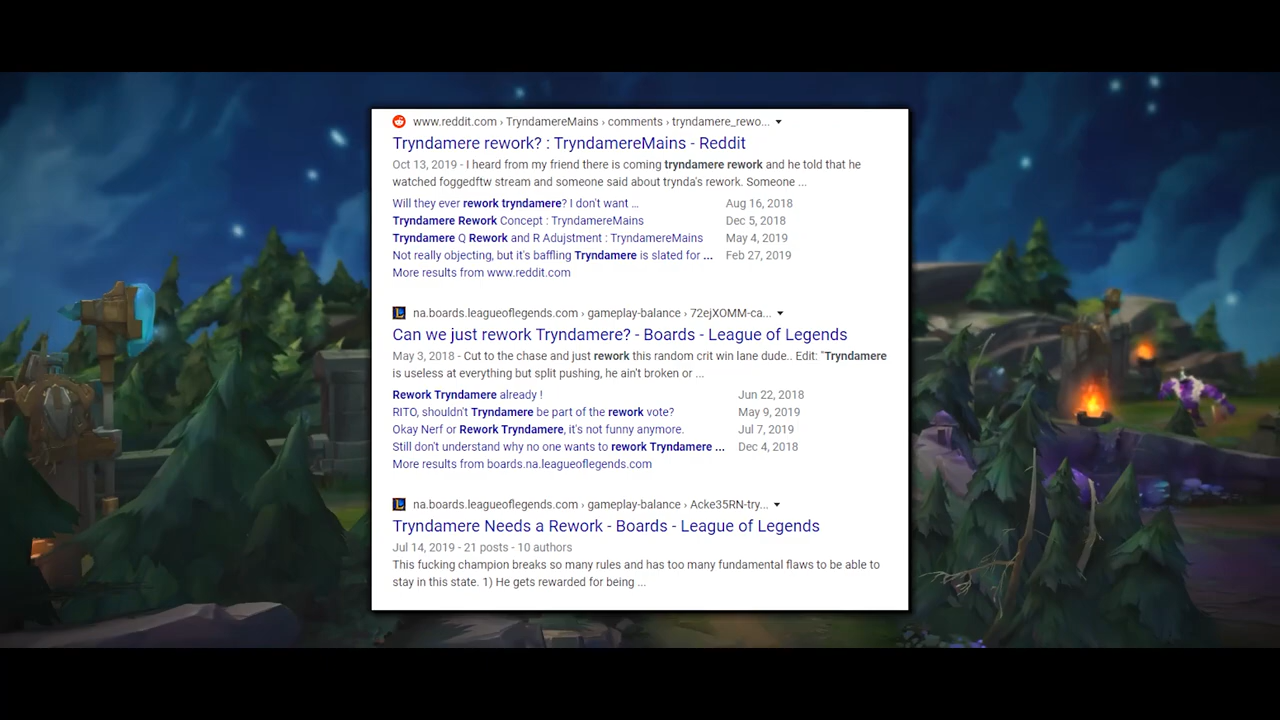 www.reddit.com › TryndamereMains › comments › tryndamere_rewo...
Tryndamere rework? : TryndamereMains - Reddit
Oct 13, 2019 - I heard from my friend there is coming tryndamere rework and he told that he
watched foggedftw stream and someone said about trynda's rework. Someone ...
Will they ever rework tryndamere? I don't want ... Aug 16, 2018
Tryndamere Rework Concept : TryndamereMains Dec 5, 2018
Tryndamere Q Rework and R Adujstment : TryndamereMains May 4, 2019
Not really objecting, but it's baffling Tryndamere is slated for ... Feb 27, 2019
More results from www.reddit.com
na.boards.leagueoflegends.com › gameplay-balance › 72ejXOMM-ca...
Can we just rework Tryndamere? - Boards - League of Legends
May 3, 2018 - Cut to the chase and just rework this random crit win lane dude.. Edit: "Tryndamere
is useless at everything but split pushing, he ain't broken or ...
Rework Tryndamere already ! Jun 22, 2018
RITO, shouldn't Tryndamere be part of the rework vote? May 9, 2019
Okay Nerf or Rework Tryndamere, it's not funny anymore. Jul 7, 2019
Still don't understand why no one wants to rework Tryndamere ... Dec 4, 2018
More results from boards.na.leagueoflegends.com
na.boards.leagueoflegends.com › gameplay-balance › Acke35RN-try...
Tryndamere Needs a Rework - Boards - League of Legends
Jul 14, 2019 - 21 posts - 10 authors
This fucking champion breaks so many rules and has too many fundamental flaws to be able to
stay in this state. 1) He gets rewarded for being ...